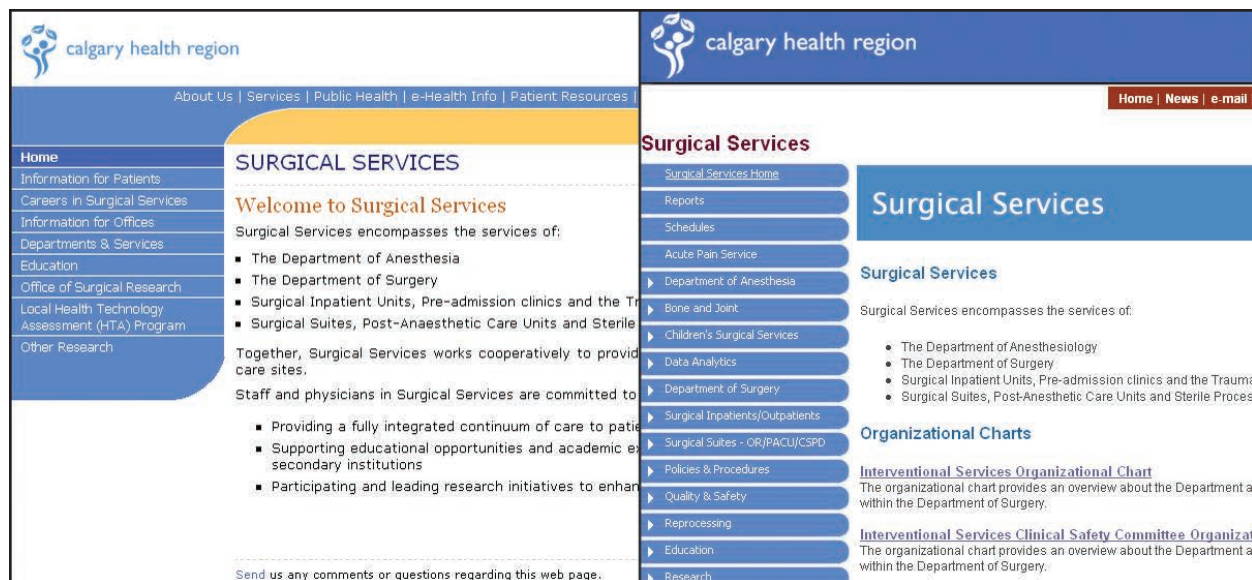 calgary health region
About Us | Services | Public Health | e-Health Info | Patient Resources |
Home
Information for Patients
Careers in Surgical Services
Information for Offices
Departments & Services
Education
Office of Surgical Research
Local Health Technology
Assessment (HTA) Program
Other Research
SURGICAL SERVICES
Welcome to Surgical Services
Surgical Services encompasses the services of:
The Department of Anesthesia
The Department of Surgery
Surgical Inpatient Units, Pre-admission clinics and the Tr
Surgical Suites, Post-Anaesthetic Care Units and Sterile
Together, Surgical Services works cooperatively to provid
care sites.
Staff and physicians in Surgical Services are committed to
Providing a fully integrated continuum of care to patie
Supporting educational opportunities and academic ex
secondary institutions
Participating and leading research initiatives to enhan
Send us any comments or questions regarding this web page.
calgary health region
Home | News | e-mail
Surgical Services
Surgical Services Home
Reports
Schedules
Acute Pain Service
Department of Anesthesia
Bone and Joint
Children's Surgical Services
Data Analytics
Department of Surgery
Surgical Inpatients/Outpatients
Surgical Suites - OR/PACU/CSPD
Policies & Procedures
Quality & Safety
Reprocessing
Education
Research
Surgical Services
Surgical Services
Surgical Services encompasses the services of:
The Department of Anesthesiology
The Department of Surgery
Surgical Inpatient Units, Pre-admission clinics and the Trauma
Surgical Suites, Post-Anesthetic Care Units and Sterile Proces
Organizational Charts
Interventional Services Organizational Chart
The organizational chart provides an overview about the Department a
within the Department of Surgery.
Interventional Services Clinical Safety Committee Organizat
The organizational chart provides an overview about the Department a
within the Department of Surgery.